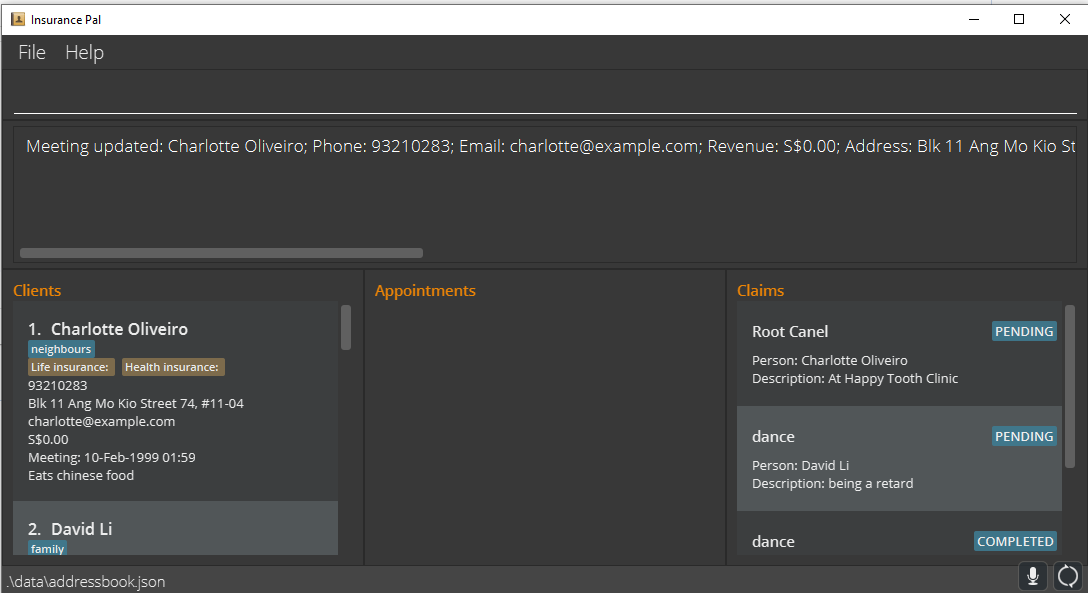 Insurance Pal
File Help
Meeting updated: Charlotte Oliveiro; Phone: 93210283; Email: charlotte@example.com; Revenue: S$0.00; Address: Blk 11 Ang Mo Kio St
Clients
1. Charlotte Oliveiro
neighbours
Life insurance: Health insurance:
93210283
Blk 11 Ang Mo Kio Street 74, #11-04
charlotte@example.com
S$0.00
Meeting: 10-Feb-1999 01:59
Eats chinese food
2. David Li
family
Appointments
Claims
Root Canel PENDING
Person: Charlotte Oliveiro
Description: At Happy Tooth Clinic
dance PENDING
Person: David Li
Description: being a retard
dance COMPLETED
.\data\addressbook.json